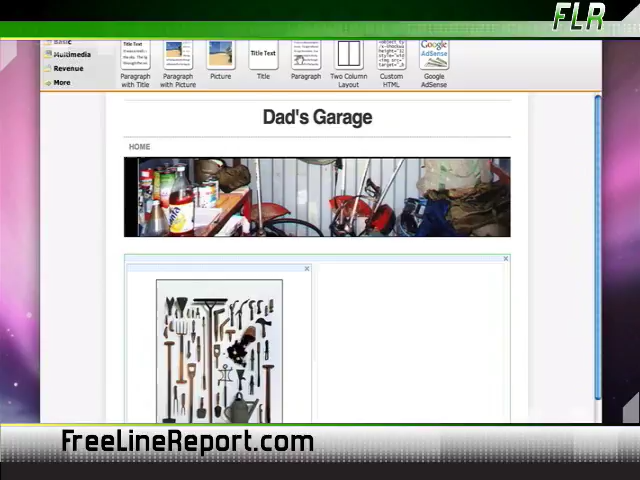 FLR
Basic
Multimedia
Revenue
More
Title Text
Title Text
Google
AdSense
Paragraph
with Title
Paragraph
with Picture
Picture
Title
Paragraph
Two Column
Layout
Custom
HTML
Google
AdSense
Dad's Garage
HOME
Fanta
FreeLineReport.com